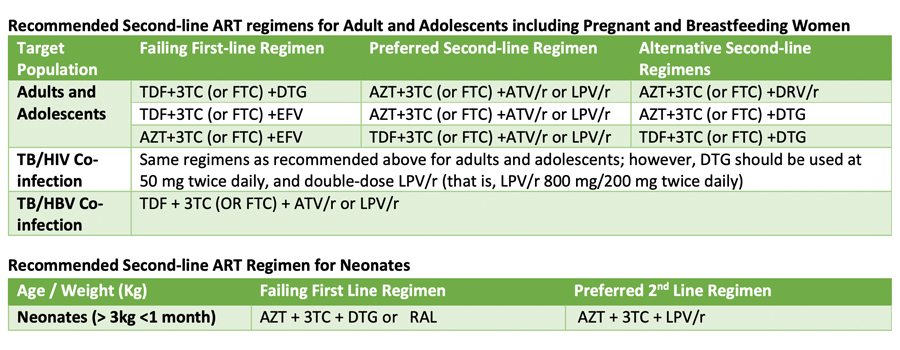 Recommended Second-line ART regimens for Adult and Adolescents including Pregnant and Breastfeeding Women
Target Population Failing First-line Regimen Preferred Second-line Regimen Alternative Second-line Regimens
Adults and Adolescents TDF+3TC (or FTC) +DTG AZT+3TC (or FTC) +ATV/r or LPV/r AZT+3TC (or FTC) +DRV/r
TDF+3TC (or FTC) +EFV AZT+3TC (or FTC) +ATV/r or LPV/r AZT+3TC (or FTC) +DTG
AZT+3TC (or FTC) +EFV TDF+3TC (or FTC) +ATV/r or LPV/r TDF+3TC (or FTC) +DTG
TB/HIV Co-infection Same regimens as recommended above for adults and adolescents; however, DTG should be used at
50 mg twice daily, and double-dose LPV/r (that is, LPV/r 800 mg/200 mg twice daily)
TB/HBV Co-infection TDF + 3TC (OR FTC) + ATV/r or LPV/r
Recommended Second-line ART Regimen for Neonates
Age / Weight (Kg) Failing First Line Regimen Preferred 2nd Line Regimen
Neonates (> 3kg <1 month) AZT + 3TC + DTG or RAL AZT + 3TC + LPV/r